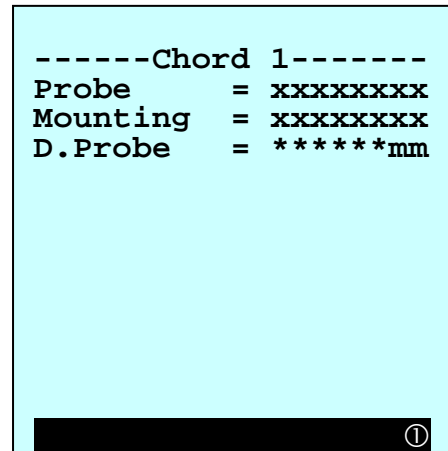 ------Chord 1-------
Probe    = xxxxxxxx
Mounting = xxxxxxxx
D.Probe  = ******mm
①